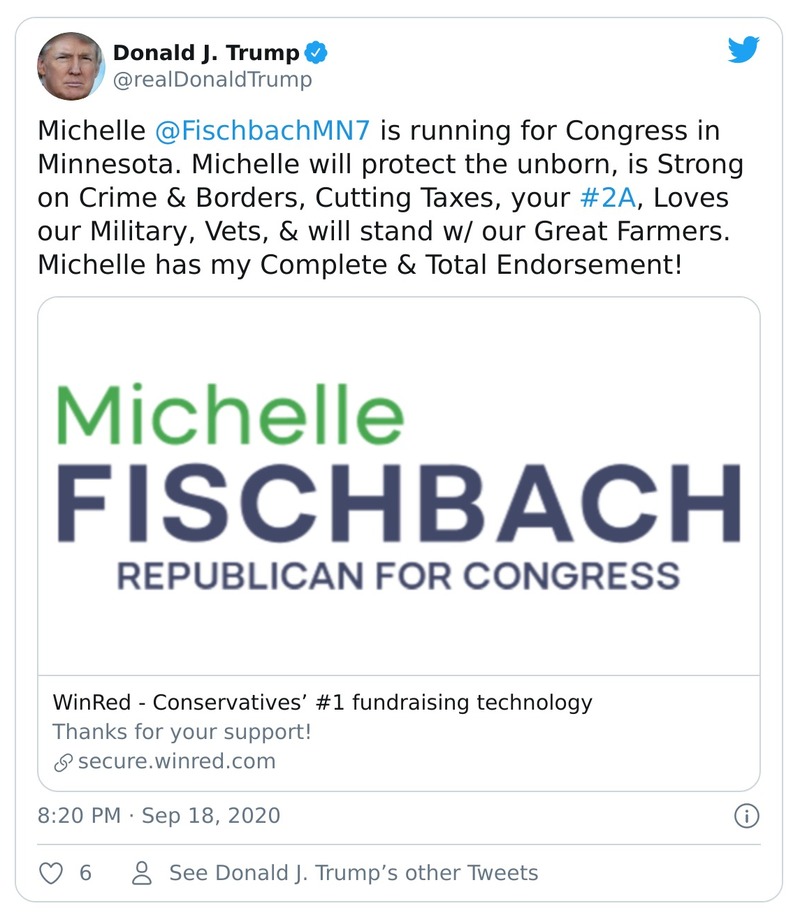 Donald J. Trump
@realDonaldTrump
Michelle @FischbachMN7 is running for Congress in
Minnesota. Michelle will protect the unborn, is Strong
on Crime & Borders, Cutting Taxes, your #2A, Loves
our Military, Vets, & will stand w/ our Great Farmers.
Michelle has my Complete & Total Endorsement!
Michelle
FISCHBACH
REPUBLICAN FOR CONGRESS
WinRed - Conservatives’ #1 fundraising technology
Thanks for your support!
secure.winred.com
8:20 PM · Sep 18, 2020
6 See Donald J. Trump’s other Tweets